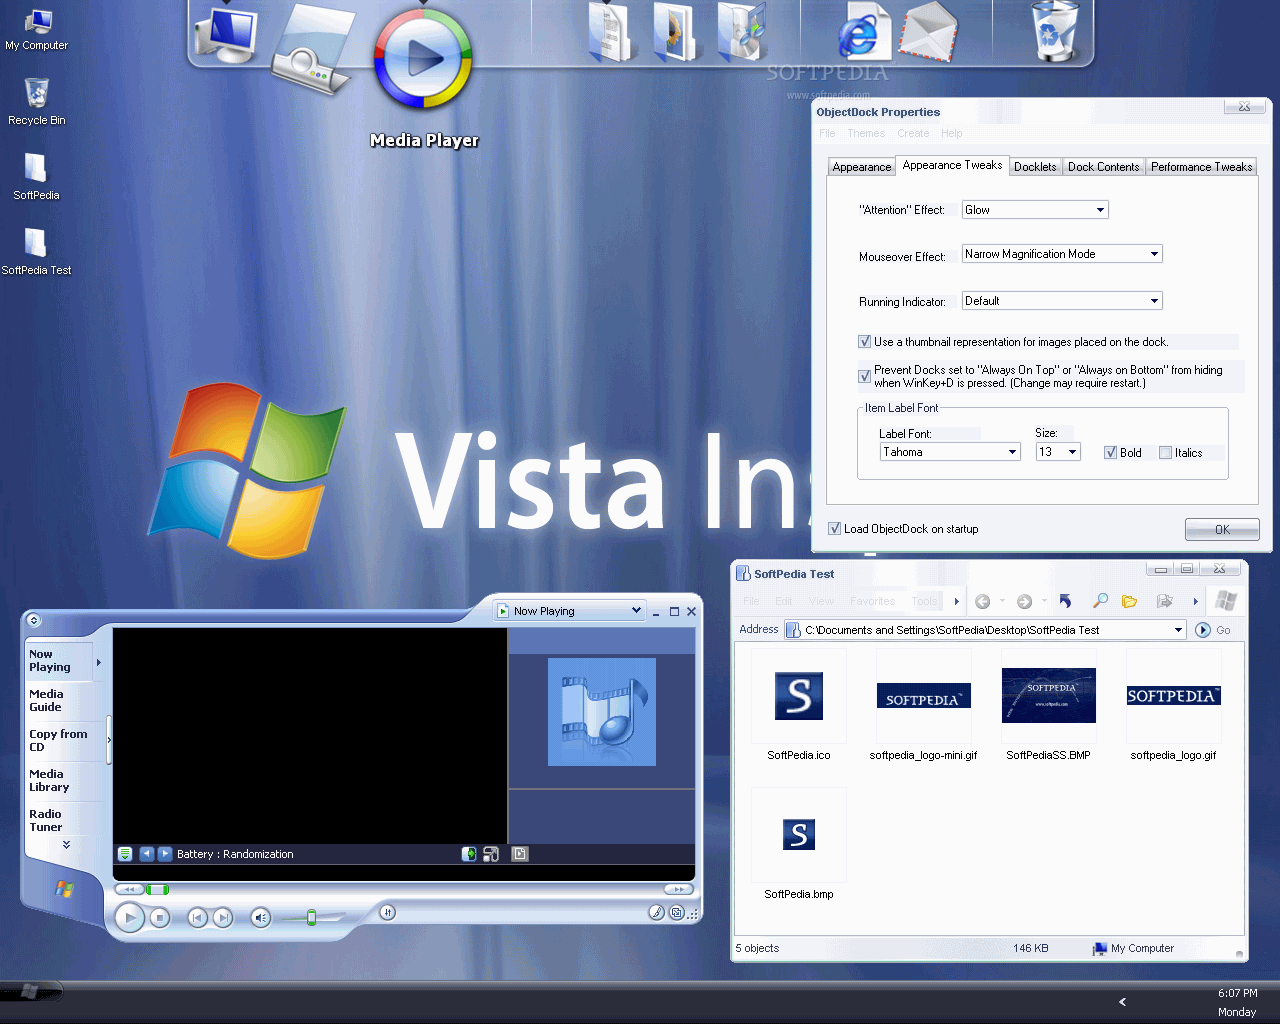 My Computer
Recycle Bin
SoftPedia
SoftPedia Test
Media Player
SOFTPEDIA
www.softpedia.com
ObjectDock Properties
File Themes Create Help
Appearance Appearance Tweaks Docklets Dock Contents Performance Tweaks
"Attention" Effect: Glow
Mouseover Effect: Narrow Magnification Mode
Running Indicator: Default
Use a thumbnail representation for images placed on the dock.
Prevent Docks set to "Always On Top" or "Always on Bottom" from hiding
when WinKey+D is pressed. (Change may require restart.)
Item Label Font
Label Font: Size:
Tahoma 13 Bold Italics
Load ObjectDock on startup OK
Vista Ins
SoftPedia Test
File Edit View Favorites Tools
Address C:\Documents and Settings\SoftPedia\Desktop\SoftPedia Test Go
S
SOFTPEDIA™
SOFTPEDIA
www.softpedia.com
SOFTPEDIA™
SoftPedia.ico softpedia_logo-mini.gif SoftPediaSS.BMP softpedia_logo.gif
S
SoftPedia.bmp
5 objects 146 KB My Computer
Now Playing
Now
Playing
Media
Guide
Copy from
CD
Media
Library
Radio
Tuner
Battery : Randomization
6:07 PM
Monday